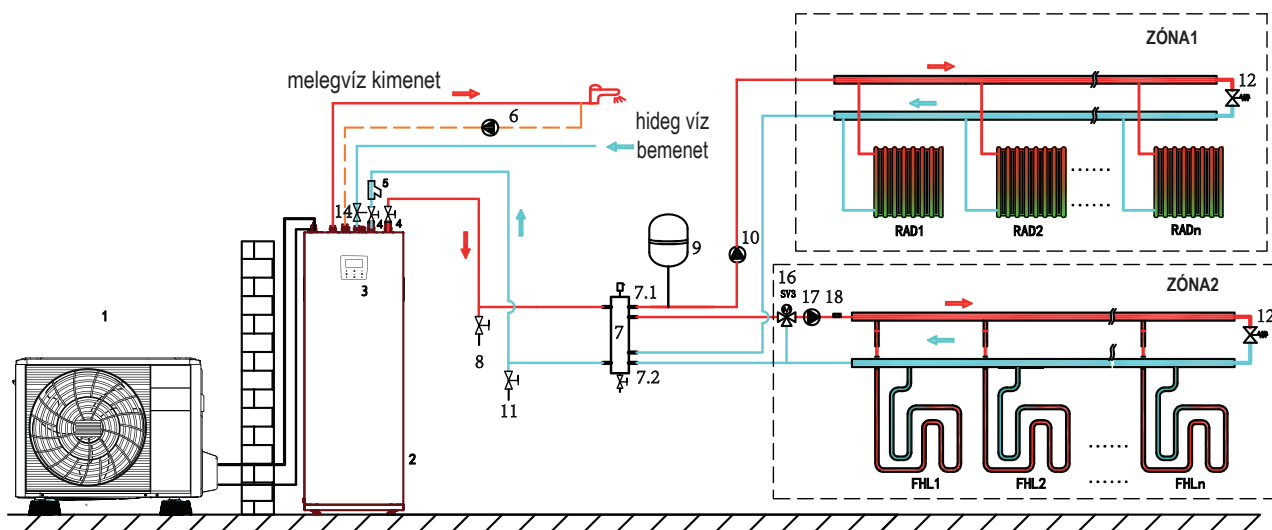 ZÓNA1
melegvíz kimenet
12
6
hideg víz
bemenet
5
14
4
4
RAD1
RAD2
......
RADn
9
10
3
ZÓNA2
16
SV3
M
17
18
7.1
12
1
7
8
7.2
11
2
......
......
FHL1
FHL2
FHLn